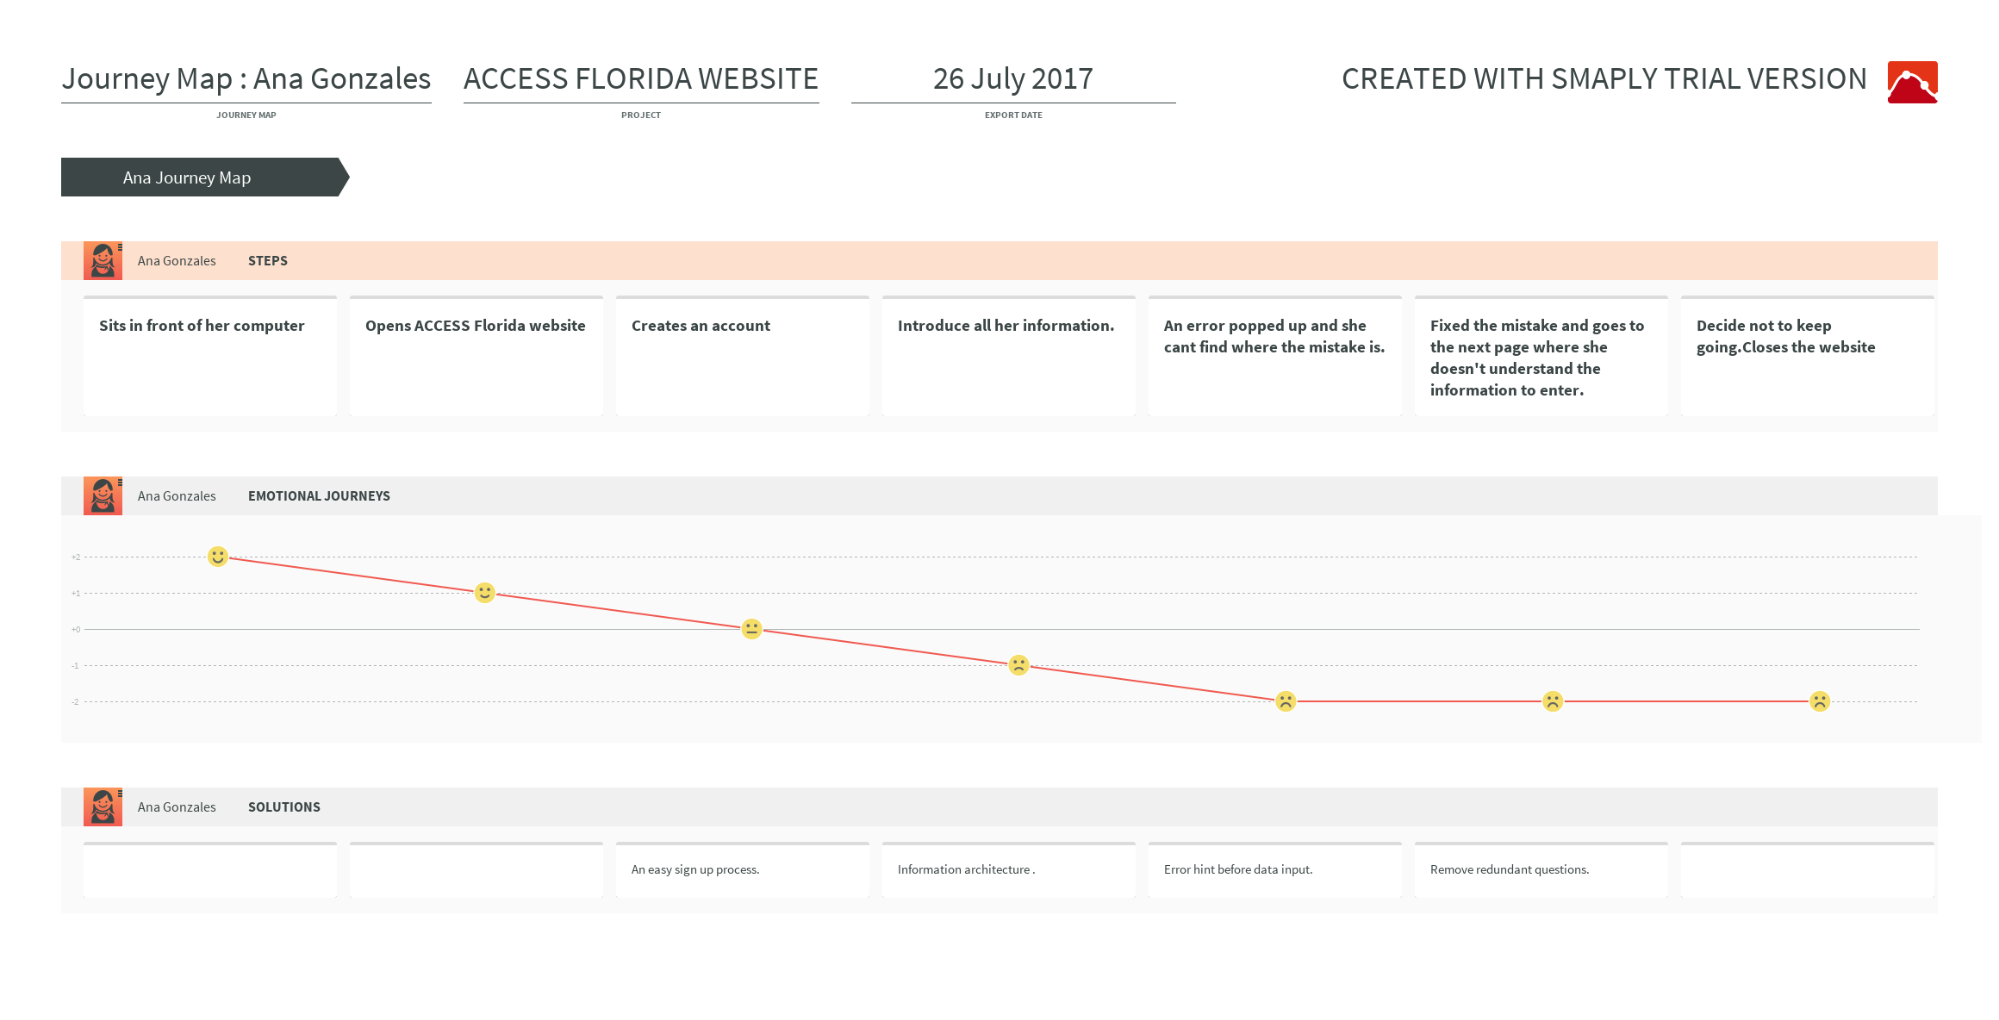 Journey Map : Ana Gonzales
JOURNEY MAP
ACCESS FLORIDA WEBSITE
PROJECT
26 July 2017
EXPORT DATE
CREATED WITH SMAPLY TRIAL VERSION
Ana Journey Map
Ana Gonzales STEPS
Sits in front of her computer
Opens ACCESS Florida website
Creates an account
Introduce all her information.
An error popped up and she
cant find where the mistake is.
Fixed the mistake and goes to
the next page where she
doesn't understand the
information to enter.
Decide not to keep
going.Closes the website
Ana Gonzales EMOTIONAL JOURNEYS
+2
+1
+0
-1
-2
Ana Gonzales SOLUTIONS
An easy sign up process.
Information architecture .
Error hint before data input.
Remove redundant questions.